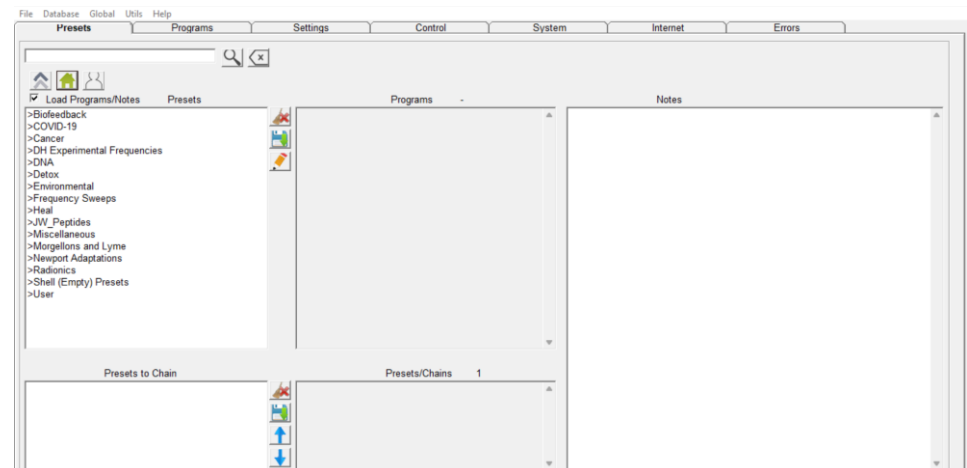 File Database Global Utils Help
Presets Programs Settings Control System Internet Errors
x
Load Programs/Notes Presets Programs - Notes
>Biofeedback
>COVID-19
>Cancer
>DH Experimental Frequencies
>DNA
>Detox
>Environmental
>Frequency Sweeps
>Heal
>JW_Peptides
>Miscellaneous
>Morgellons and Lyme
>Newport Adaptations
>Radionics
>Shell (Empty) Presets
>User
Presets to Chain Presets/Chains 1